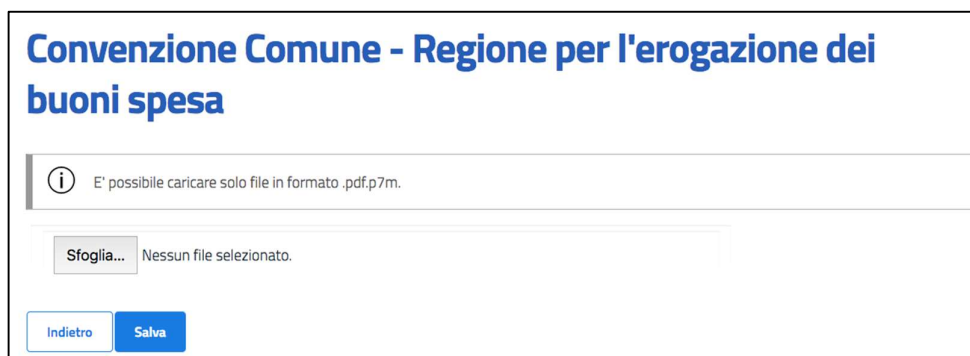 Convenzione Comune - Regione per l'erogazione dei
buoni spesa
E' possibile caricare solo file in formato .pdf.p7m.
Sfoglia... Nessun file selezionato.
Indietro Salva